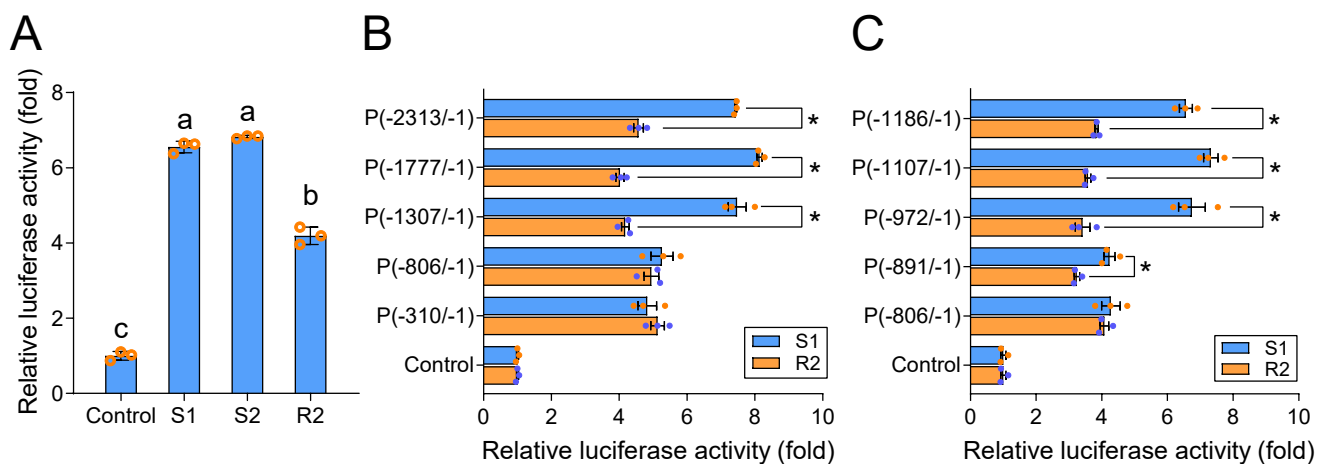 A
Relative luciferase activity (fold)
8
6
4
2
0
c
a
a
b
Control S1 S2 R2
B
P(-2313/-1)
*
P(-1777/-1)
*
P(-1307/-1)
*
P(-806/-1)
P(-310/-1)
Control
S1
R2
0 2 4 6 8 10
Relative luciferase activity (fold)
C
P(-1186/-1)
*
P(-1107/-1)
*
P(-972/-1)
*
P(-891/-1)
*
P(-806/-1)
Control
S1
R2
0 2 4 6 8 10
Relative luciferase activity (fold)